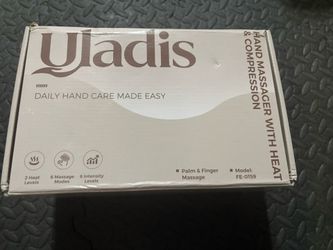 Uladis
DAILY HAND CARE MADE EASY
HAND MASSAGER WITH HEAT
& COMPRESSION
2 Heat
Levels
6 Massage
Modes
6 Intensity
Levels
• Palm & Finger
Massage
• Model:
FE-0159